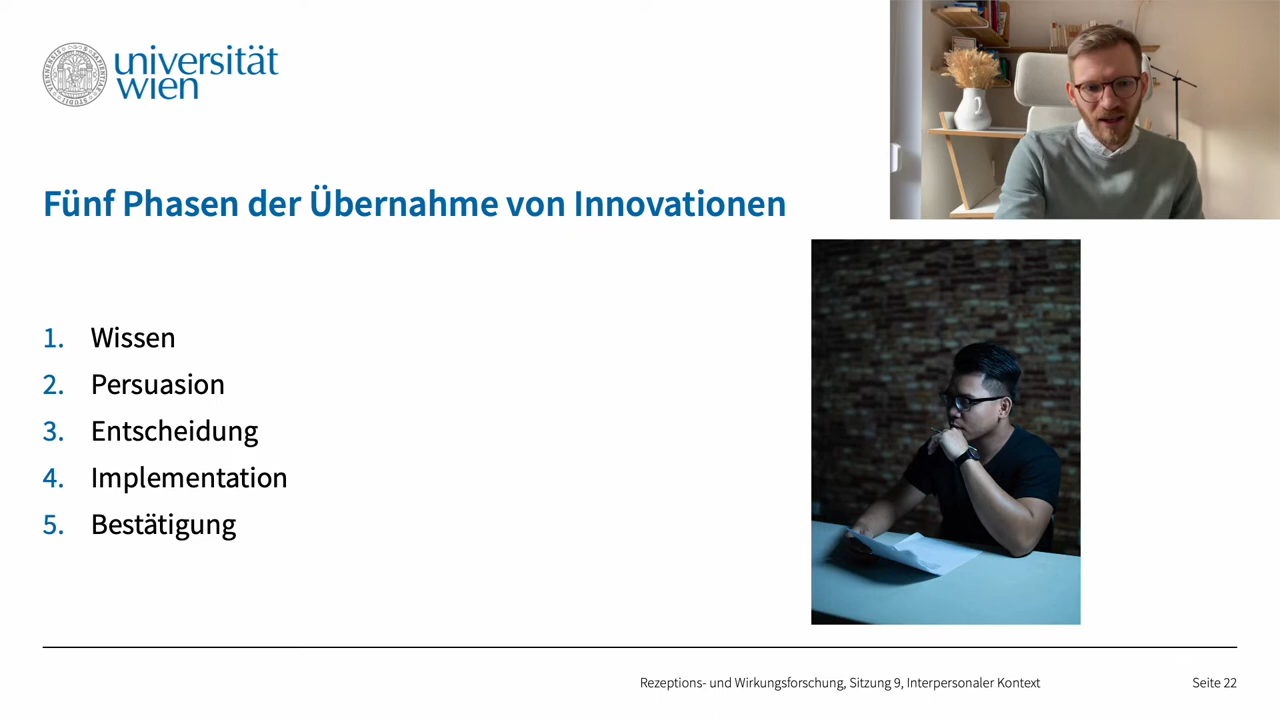 universität
wien
Fünf Phasen der Übernahme von Innovationen
1. Wissen
2. Persuasion
3. Entscheidung
4. Implementation
5. Bestätigung
Rezeptions- und Wirkungsforschung, Sitzung 9, Interpersonaler Kontext
Seite 22